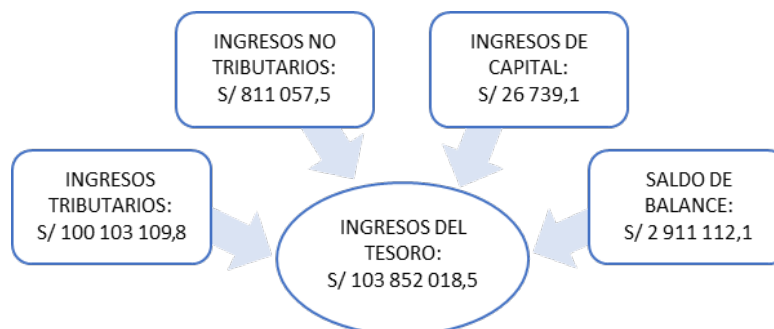 INGRESOS NO
TRIBUTARIOS:
S/ 811 057,5
INGRESOS DE
CAPITAL:
S/ 26 739,1
INGRESOS
TRIBUTARIOS:
S/ 100 103 109,8
INGRESOS DEL
TESORO:
S/ 103 852 018,5
SALDO DE
BALANCE:
S/ 2 911 112,1